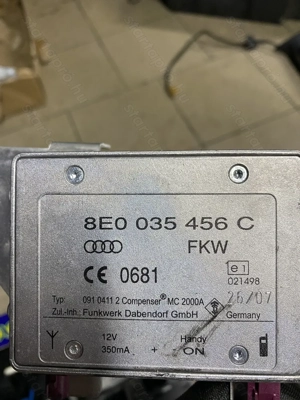 8E0 035 456 C
FKW
CE 0681
e1
021498
26/07
Typ: 091 0411 2 Compenser® MC 2000A
Zul.-Inh.: Funkwerk Dabendorf GmbH
Germany
12V Handy
350mA + ON